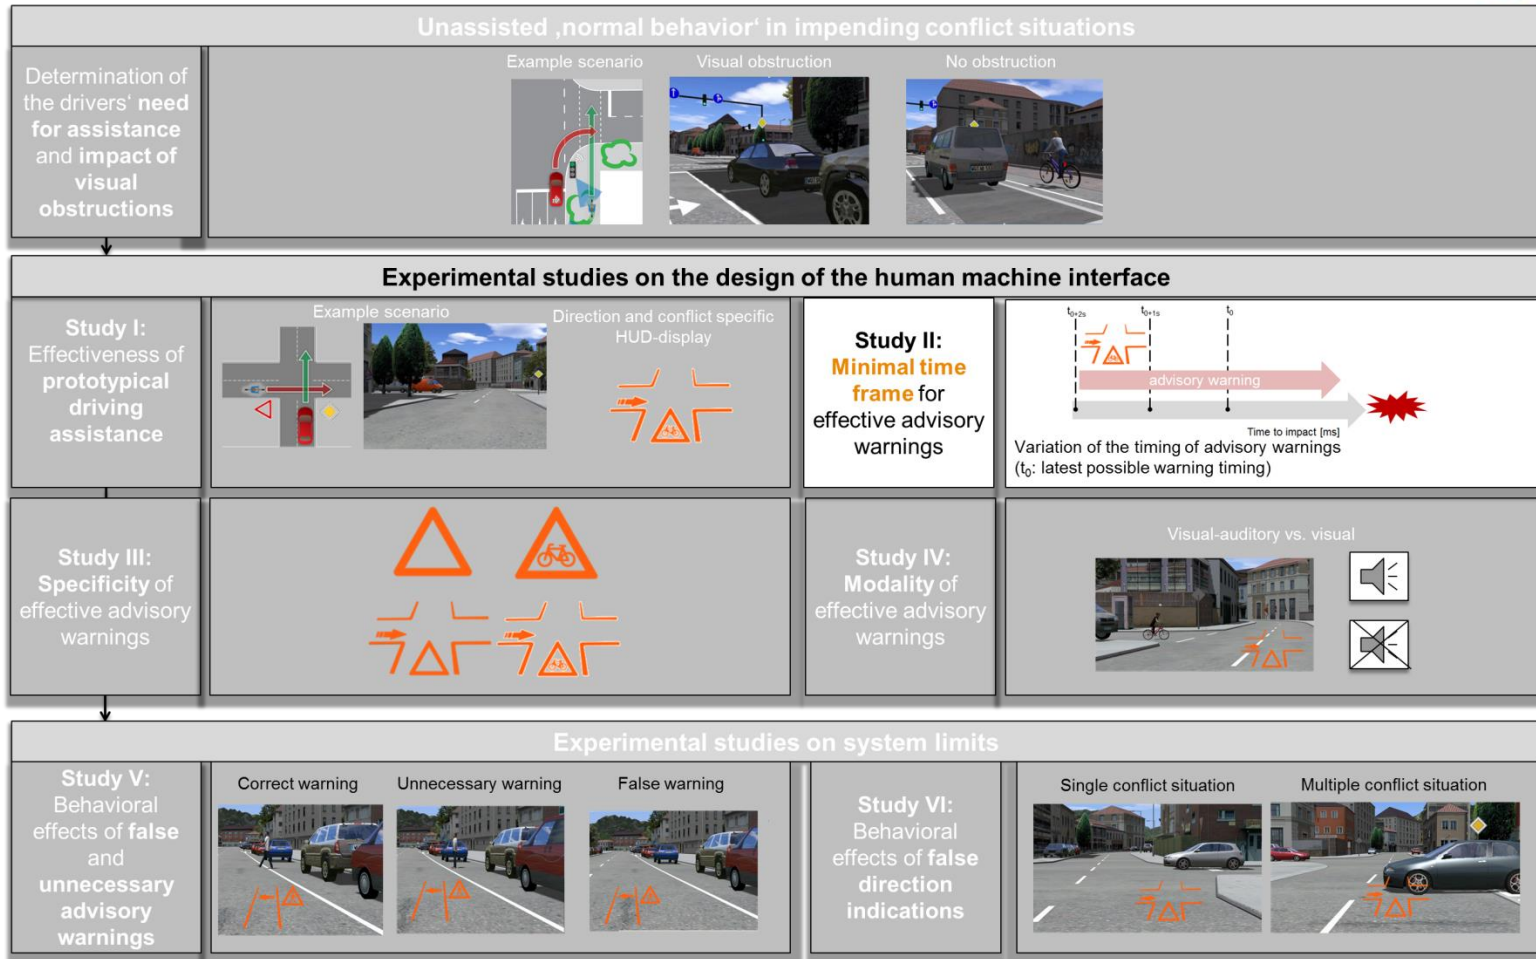 Unassisted ‚normal behavior‘ in impending conflict situations
Determination of
the drivers‘ need
for assistance
and impact of
visual
obstructions
Example scenario
Visual obstruction
No obstruction
Experimental studies on the design of the human machine interface
Study I:
Effectiveness of
prototypical
driving
assistance
Example scenario
Direction and conflict specific
HUD-display
Study II:
Minimal time
frame for
effective advisory
warnings
t0+2s
t0+1s
t0
advisory warning
Time to impact [ms]
Variation of the timing of advisory warnings
(t0: latest possible warning timing)
Study III:
Specificity of
effective advisory
warnings
Study IV:
Modality of
effective advisory
warnings
Visual-auditory vs. visual
Experimental studies on system limits
Study V:
Behavioral
effects of false
and
unnecessary
advisory
warnings
Correct warning
Unnecessary warning
False warning
Study VI:
Behavioral
effects of false
direction
indications
Single conflict situation
Multiple conflict situation